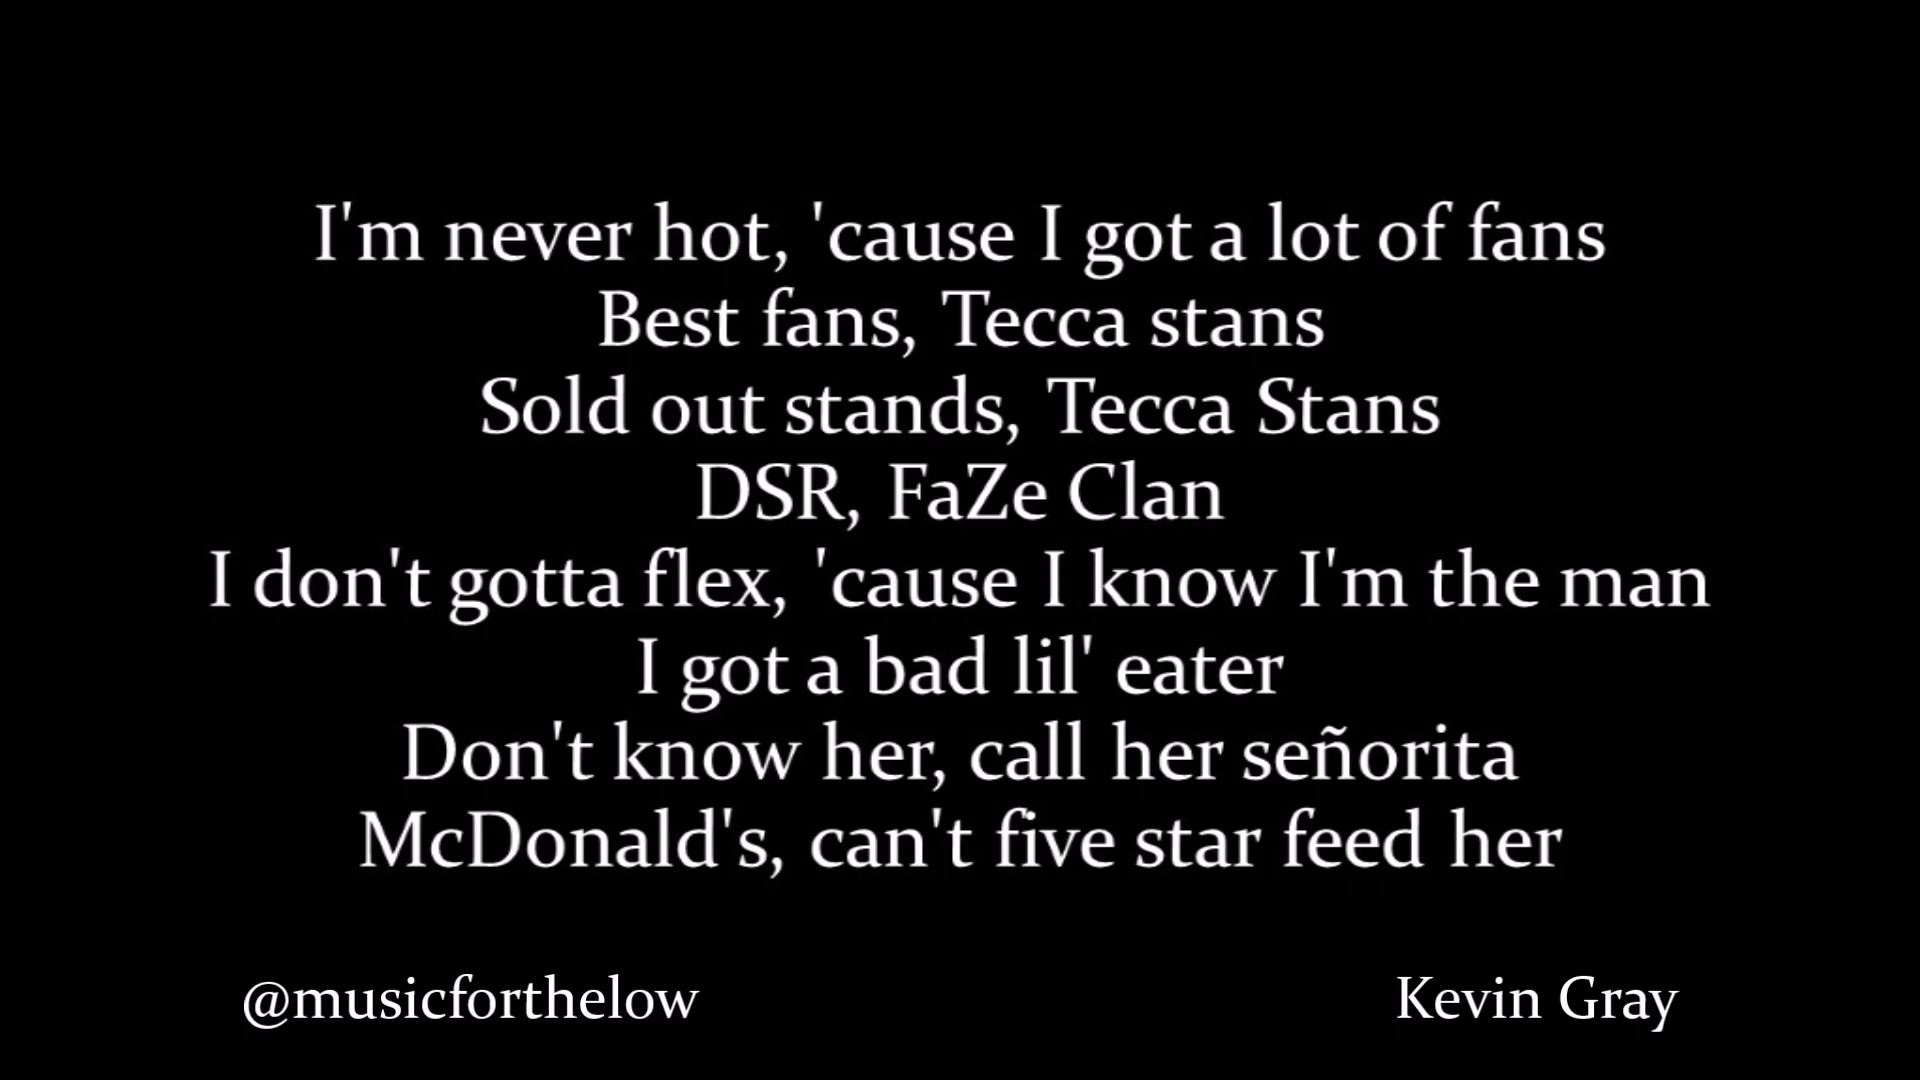 I'm never hot, 'cause I got a lot of fans
Best fans, Tecca stans
Sold out stands, Tecca Stans
DSR, FaZe Clan
I don't gotta flex, 'cause I know I'm the man
I got a bad lil' eater
Don't know her, call her señorita
McDonald's, can't five star feed her
@musicforthelow
Kevin Gray